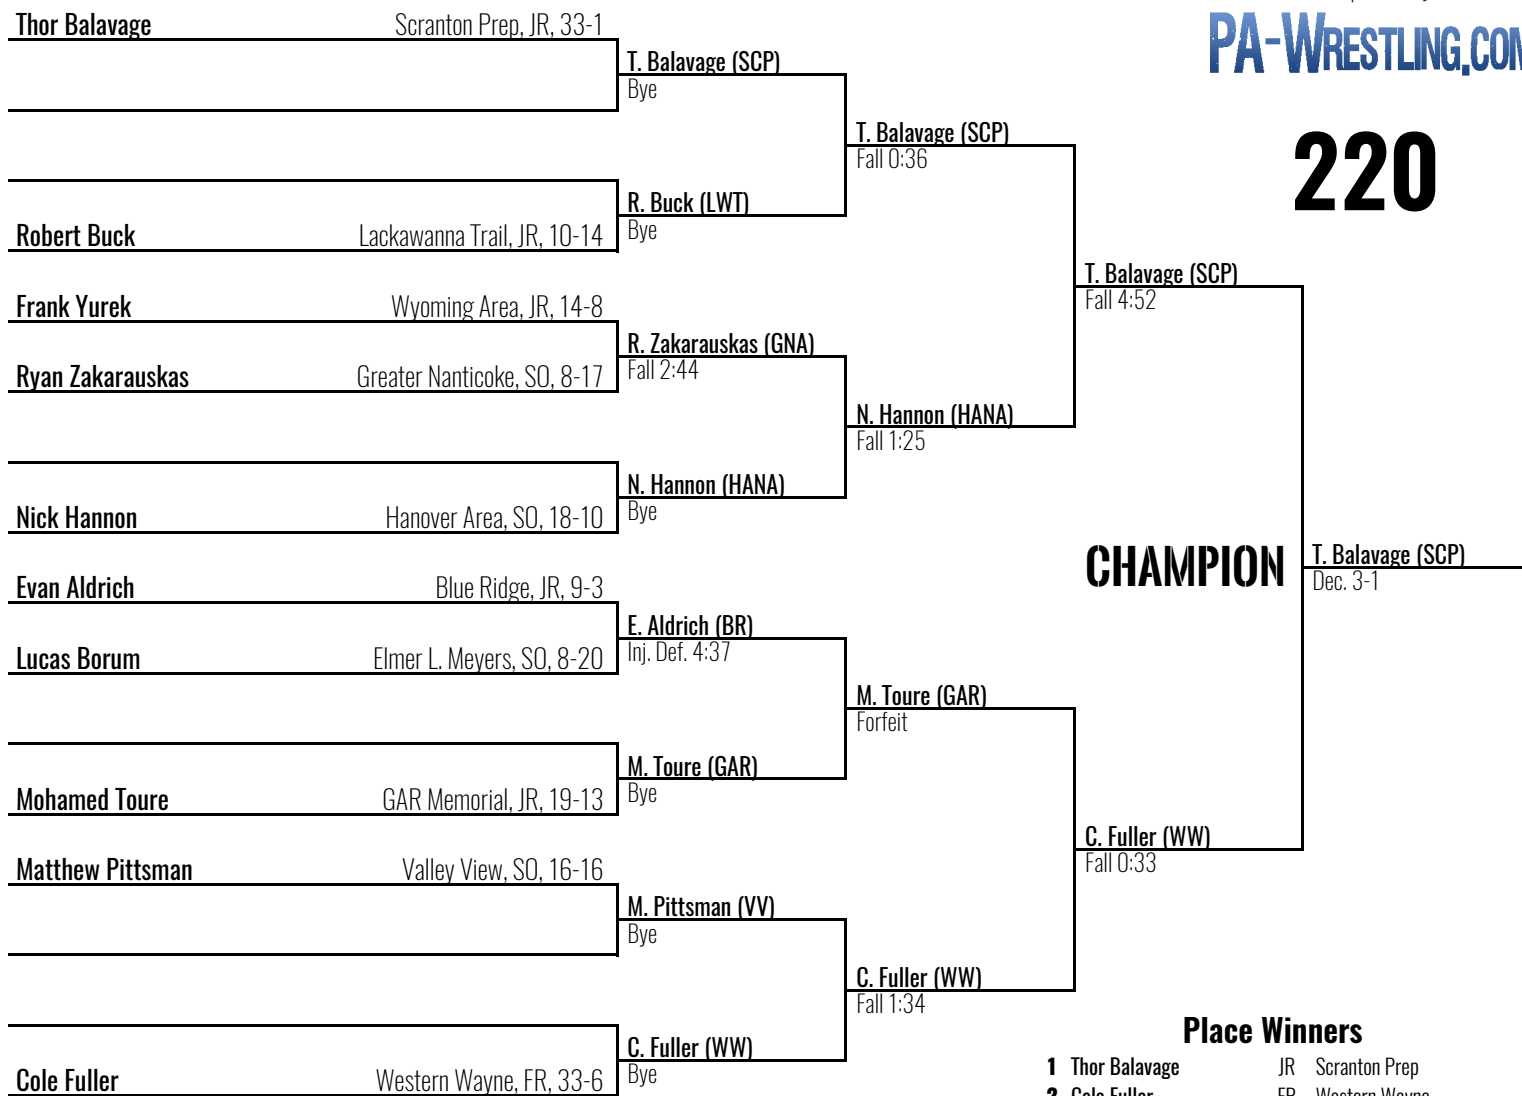 PA-WRESTLING.COM
220
Thor Balavage Scranton Prep, JR, 33-1
T. Balavage (SCP)
Bye
T. Balavage (SCP)
Fall 0:36
R. Buck (LWT)
Bye
Robert Buck Lackawanna Trail, JR, 10-14
T. Balavage (SCP)
Fall 4:52
Frank Yurek Wyoming Area, JR, 14-8
R. Zakarauskas (GNA)
Fall 2:44
Ryan Zakarauskas Greater Nanticoke, SO, 8-17
N. Hannon (HANA)
Fall 1:25
N. Hannon (HANA)
Bye
Nick Hannon Hanover Area, SO, 18-10
CHAMPION
T. Balavage (SCP)
Dec. 3-1
Evan Aldrich Blue Ridge, JR, 9-3
E. Aldrich (BR)
Inj. Def. 4:37
Lucas Borum Elmer L. Meyers, SO, 8-20
M. Toure (GAR)
Forfeit
M. Toure (GAR)
Bye
Mohamed Toure GAR Memorial, JR, 19-13
C. Fuller (WW)
Fall 0:33
Matthew Pittsman Valley View, SO, 16-16
M. Pittsman (VV)
Bye
C. Fuller (WW)
Fall 1:34
C. Fuller (WW)
Bye
Cole Fuller Western Wayne, FR, 33-6
Place Winners
1 Thor Balavage JR Scranton Prep
2 Cole Fuller FR Western Wayne